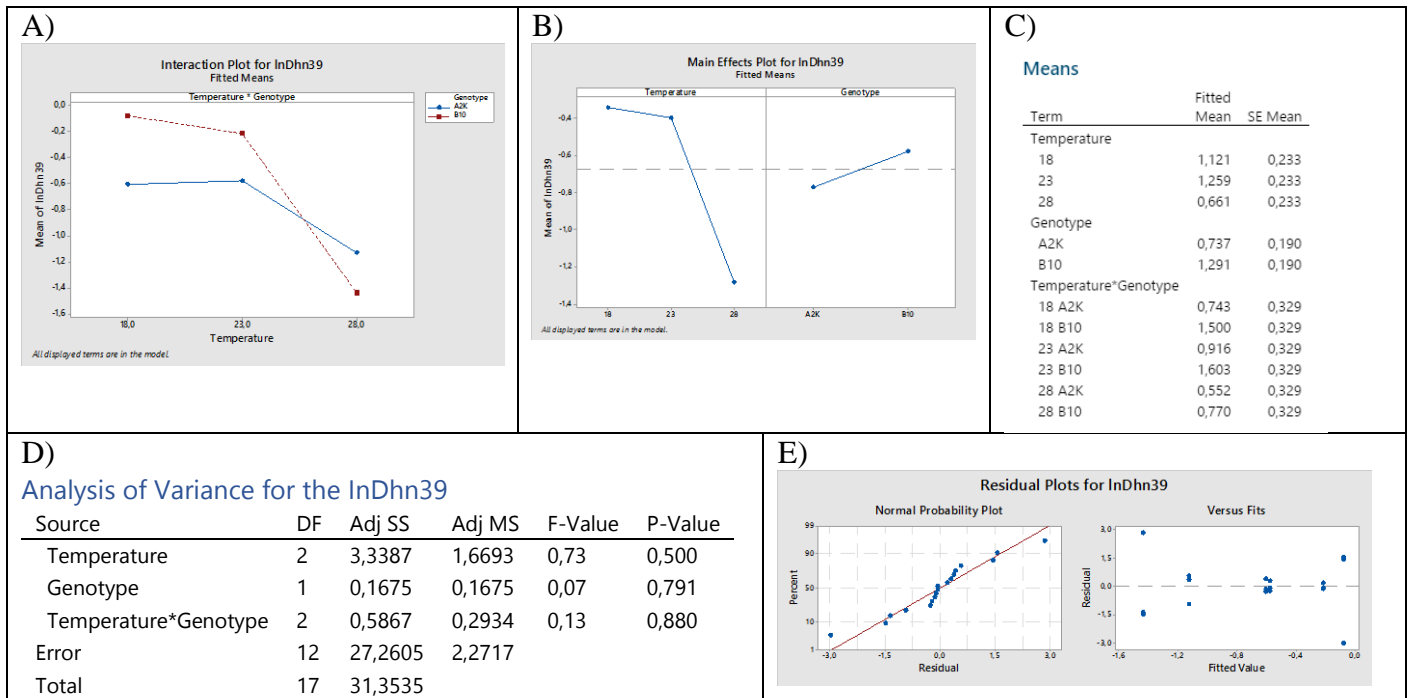 A)
Interaction Plot for lnDhn39
Fitted Means
Temperature * Genotype
Genotype
A2K
B10
0,0
-0,2
-0,4
-0,6
-0,8
-1,0
-1,2
-1,4
-1,6
Mean of lnDhn39
18,0 23,0 28,0
Temperature
All displayed terms are in the model.
B)
Main Effects Plot for lnDhn39
Fitted Means
Temperature Genotype
-0,4
-0,6
-0,8
-1,0
-1,2
-1,4
Mean of lnDhn39
18 23 28 A2K B10
All displayed terms are in the model.
C)
Means
Fitted
Term Mean SE Mean
Temperature
18 1,121 0,233
23 1,259 0,233
28 0,661 0,233
Genotype
A2K 0,737 0,190
B10 1,291 0,190
Temperature*Genotype
18 A2K 0,743 0,329
18 B10 1,500 0,329
23 A2K 0,916 0,329
23 B10 1,603 0,329
28 A2K 0,552 0,329
28 B10 0,770 0,329
D)
Analysis of Variance for the lnDhn39
Source DF Adj SS Adj MS F-Value P-Value
Temperature 2 3,3387 1,6693 0,73 0,500
Genotype 1 0,1675 0,1675 0,07 0,791
Temperature*Genotype 2 0,5867 0,2934 0,13 0,880
Error 12 27,2605 2,2717
Total 17 31,3535
E)
Residual Plots for lnDhn39
Normal Probability Plot
99
90
50
10
1
Percent
-3,0 -1,5 0,0 1,5 3,0
Residual
Versus Fits
3,0
1,5
0,0
-1,5
-3,0
Residual
-1,6 -1,2 -0,8 -0,4 0,0
Fitted Value